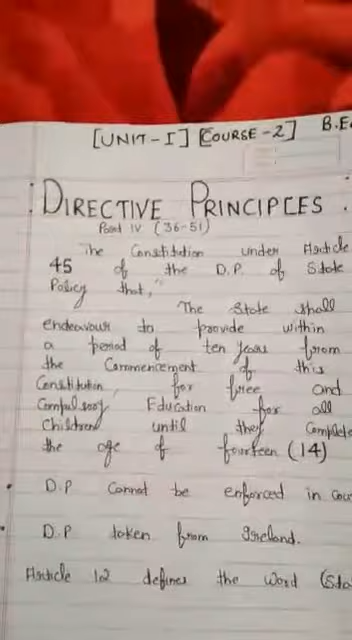 [UNIT-I] [COURSE-2] B.Ed
DIRECTIVE PRINCIPLES.
Part IV (36-51)
The Constitution under Article
45 of the D.P. of State
Policy that,"
The State shall
endeavour to provide within
a period of ten years from
the Commencement of this
Constitution, for free and
Compulsory Education for all
Children until they Complete
the age of fourteen (14)
• D.P Cannot be enforced in Cou
• D.P taken from Ireland.
Article 12 defines the word (Sta